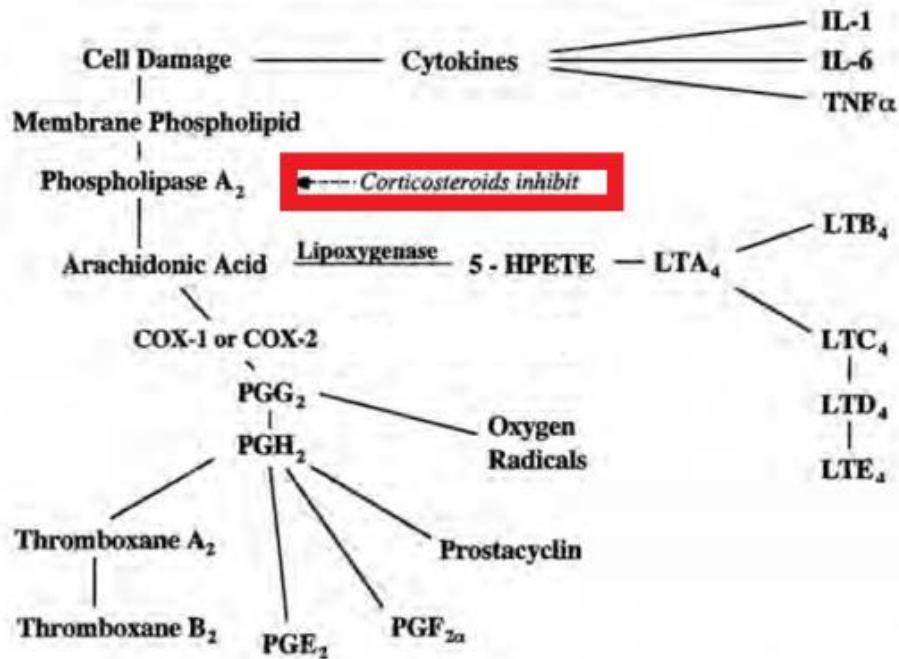 IL-1
Cell Damage Cytokines IL-6
TNFα
Membrane Phospholipid
Phospholipase A₂ Corticosteroids inhibit
LTB₄
Arachidonic Acid Lipoxygenase 5 - HPETE LTA₄
COX-1 or COX-2 LTC₄
PGG₂ LTD₄
Oxygen
PGH₂ Radicals LTE₄
Thromboxane A₂ Prostacyclin
Thromboxane B₂ PGE₂ PGF₂α